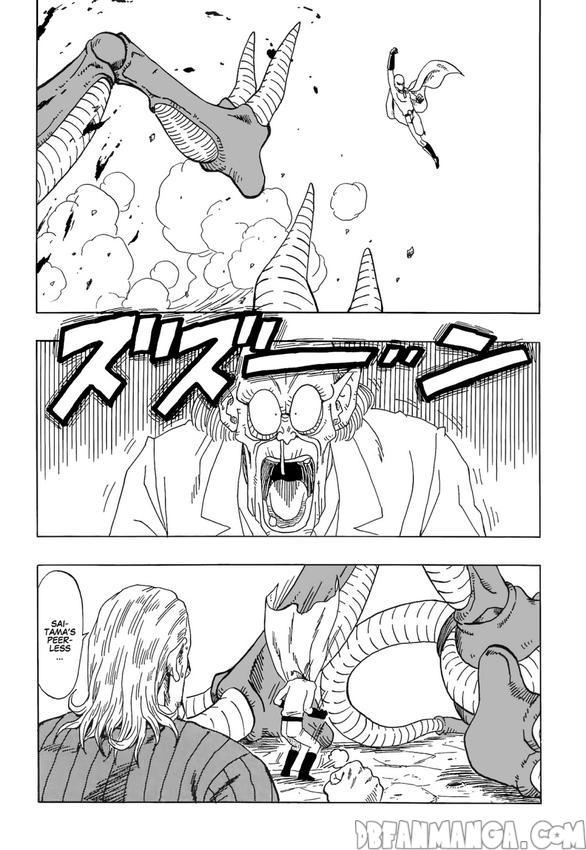 ズズーーン
SAI-
TAMA'S
PEER-
LESS
...
DBFANMANGA.COM